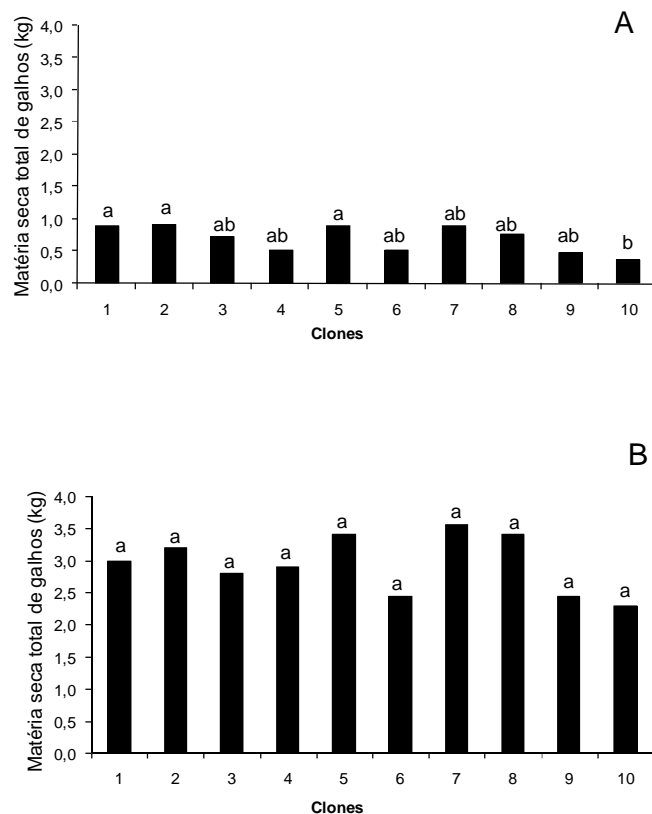 A
Matéria seca total de galhos (kg)
4,0
3,5
3,0
2,5
2,0
1,5
1,0
0,5
0,0
a a ab ab a ab ab ab ab b
1 2 3 4 5 6 7 8 9 10
Clones
B
Matéria seca total de galhos (kg)
4,0
3,5
3,0
2,5
2,0
1,5
1,0
0,5
0,0
a a a a a a a a a a
1 2 3 4 5 6 7 8 9 10
Clones